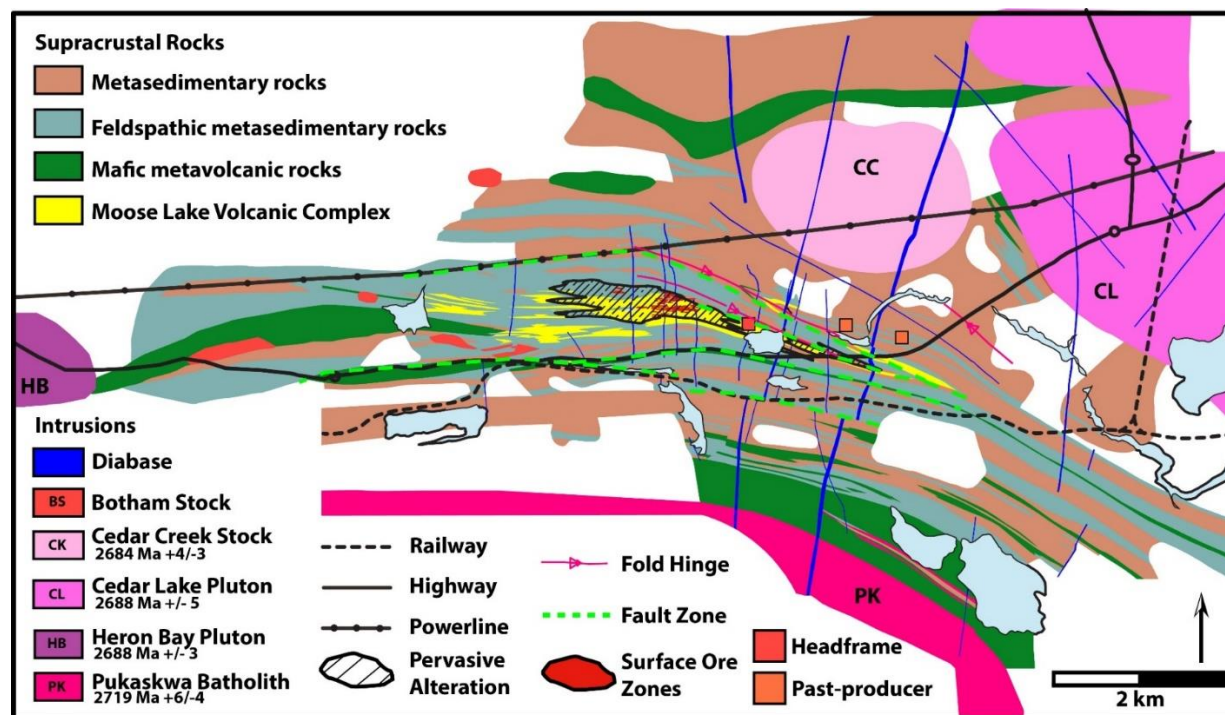 Supracrustal Rocks
Metasedimentary rocks
Feldspathic metasedimentary rocks
Mafic metavolcanic rocks
Moose Lake Volcanic Complex
CC
CL
HB
PK
Intrusions
Diabase
BS Botham Stock
CK Cedar Creek Stock
2684 Ma +4/-3
CL Cedar Lake Pluton
2688 Ma +/- 5
HB Heron Bay Pluton
2688 Ma +/- 3
PK Pukaskwa Batholith
2719 Ma +6/-4
Railway
Highway
Powerline
Pervasive
Alteration
Fold Hinge
Fault Zone
Surface Ore
Zones
Headframe
Past-producer
2 km